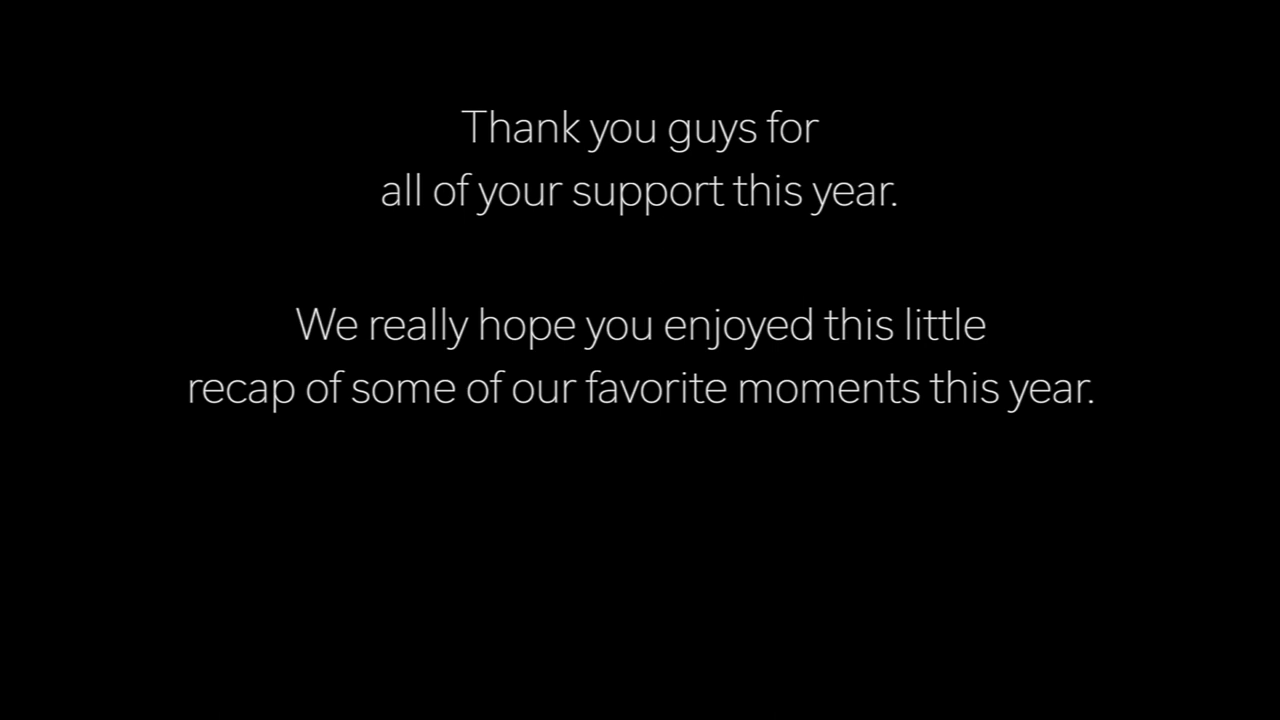 Thank you guys for
all of your support this year.
We really hope you enjoyed this little
recap of some of our favorite moments this year.